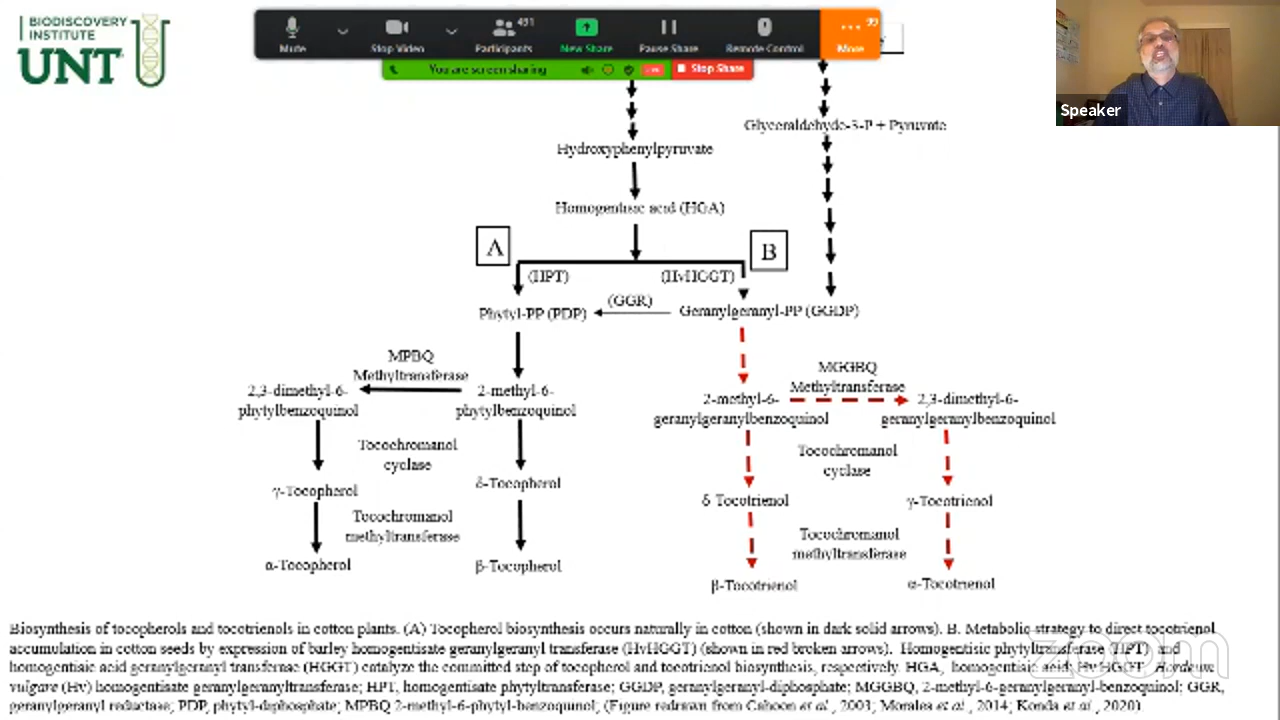 BIODISCOVERY
INSTITUTE
UNT
Mute
Stop Video
Participants
491
New Share
Pause Share
Remote Control
More
99
You are screen sharing
Stop Share
Speaker
Glyceraldehyde-3-P + Pyruvate
Hydroxyphenylpyruvate
Homogentisic acid (HGA)
A
B
(HPT)
(HvHGGT)
Phytyl-PP (PDP)
(GGR)
Geranylgeranyl-PP (GGDP)
MPBQ
Methyltransferase
MGGBQ
Methyltransferase
2,3-dimethyl-6-
phytylbenzoquinol
2-methyl-6-
phytylbenzoquinol
2-methyl-6-
geranylgeranylbenzoquinol
2,3-dimethyl-6-
geranylgeranylbenzoquinol
Tocochromanol
cyclase
Tocochromanol
cyclase
γ-Tocopherol
δ-Tocopherol
δ-Tocotrienol
γ-Tocotrienol
Tocochromanol
methyltransferase
Tocochromanol
methyltransferase
α-Tocopherol
β-Tocopherol
β-Tocotrienol
α-Tocotrienol
Biosynthesis of tocopherols and tocotrienols in cotton plants. (A) Tocopherol biosynthesis occurs naturally in cotton (shown in dark solid arrows). B. Metabolic strategy to direct tocotrienol
accumulation in cotton seeds by expression of barley homogentisate geranylgeranyl transferase (HvHGGT) (shown in red broken arrows). Homogentisic phytyltransferase (HPT) and
homogentisaic acid geranylgeranyl transferase (HGGT) catalyze the committed step of tocopherol and tocotrienol biosynthesis, respectively. HGA, homogentisic acid; Hv HGGT, Hordeum
vulgare (Hv) homogentisate geranylgeranyltransferase; HPT, homogentisate phytyltransferase; GGDP, geranylgeranyl-diphosphate; MGGBQ, 2-methyl-6-geranylgeranyl-benzoquinol; GGR,
geranylgeranyl reductase, PDP, phytyl-diphosphate; MPBQ 2-methyl-6-phytyl-benzoquinol, (Figure redrawn from Cahoon et al., 2003; Moralea et al., 2014; Konda et al., 2020)
zoom